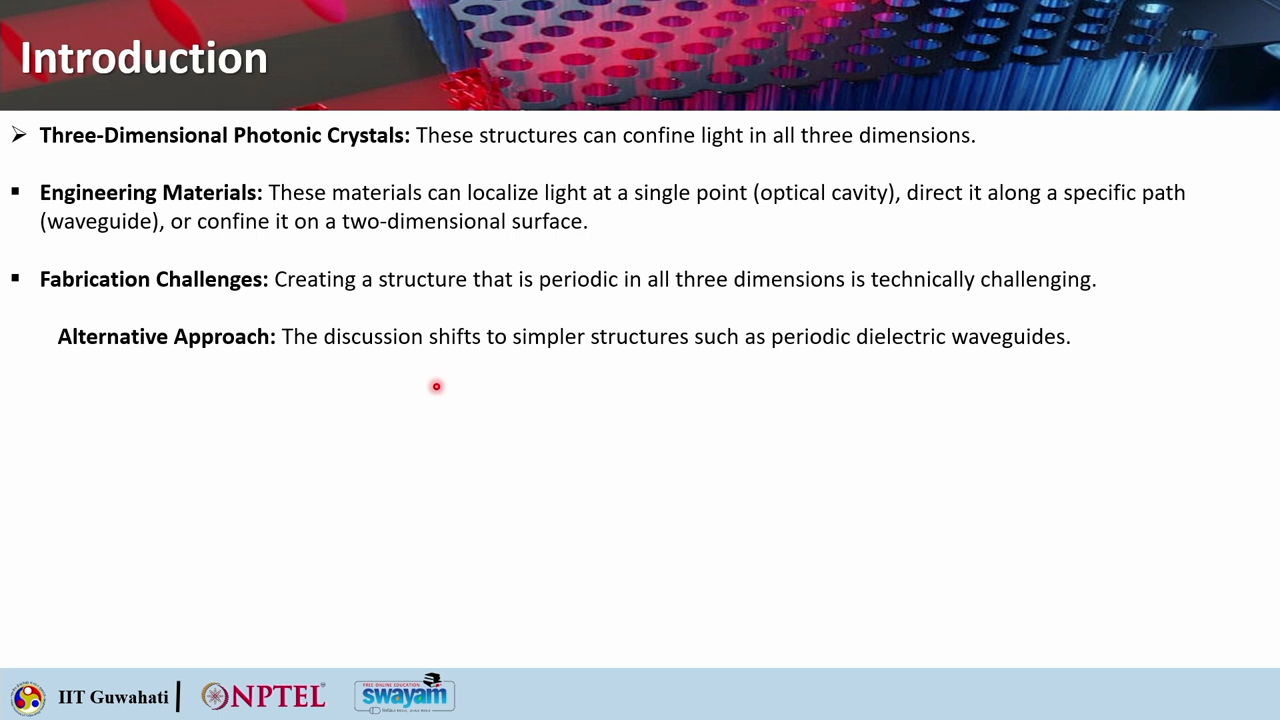 Introduction
➢ Three-Dimensional Photonic Crystals: These structures can confine light in all three dimensions.
▪ Engineering Materials: These materials can localize light at a single point (optical cavity), direct it along a specific path
(waveguide), or confine it on a two-dimensional surface.
▪ Fabrication Challenges: Creating a structure that is periodic in all three dimensions is technically challenging.
Alternative Approach: The discussion shifts to simpler structures such as periodic dielectric waveguides.
IIT Guwahati
NPTEL
FREE ONLINE EDUCATION
swayam